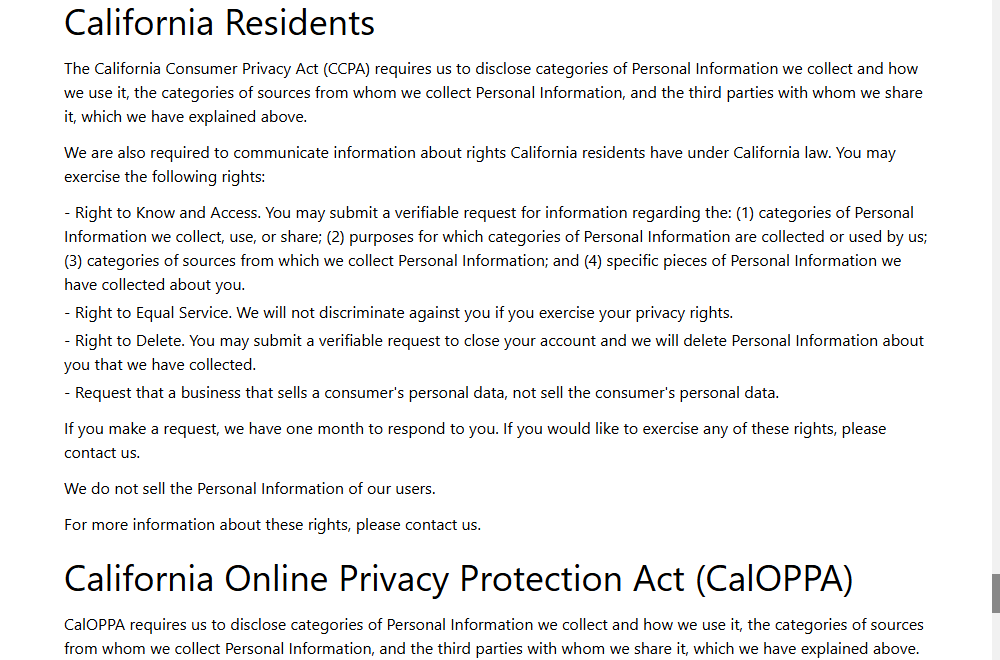 California Residents
The California Consumer Privacy Act (CCPA) requires us to disclose categories of Personal Information we collect and how
we use it, the categories of sources from whom we collect Personal Information, and the third parties with whom we share
it, which we have explained above.
We are also required to communicate information about rights California residents have under California law. You may
exercise the following rights:
- Right to Know and Access. You may submit a verifiable request for information regarding the: (1) categories of Personal
Information we collect, use, or share; (2) purposes for which categories of Personal Information are collected or used by us;
(3) categories of sources from which we collect Personal Information; and (4) specific pieces of Personal Information we
have collected about you.
- Right to Equal Service. We will not discriminate against you if you exercise your privacy rights.
- Right to Delete. You may submit a verifiable request to close your account and we will delete Personal Information about
you that we have collected.
- Request that a business that sells a consumer's personal data, not sell the consumer's personal data.
If you make a request, we have one month to respond to you. If you would like to exercise any of these rights, please
contact us.
We do not sell the Personal Information of our users.
For more information about these rights, please contact us.
California Online Privacy Protection Act (CalOPPA)
CalOPPA requires us to disclose categories of Personal Information we collect and how we use it, the categories of sources
from whom we collect Personal Information, and the third parties with whom we share it, which we have explained above.